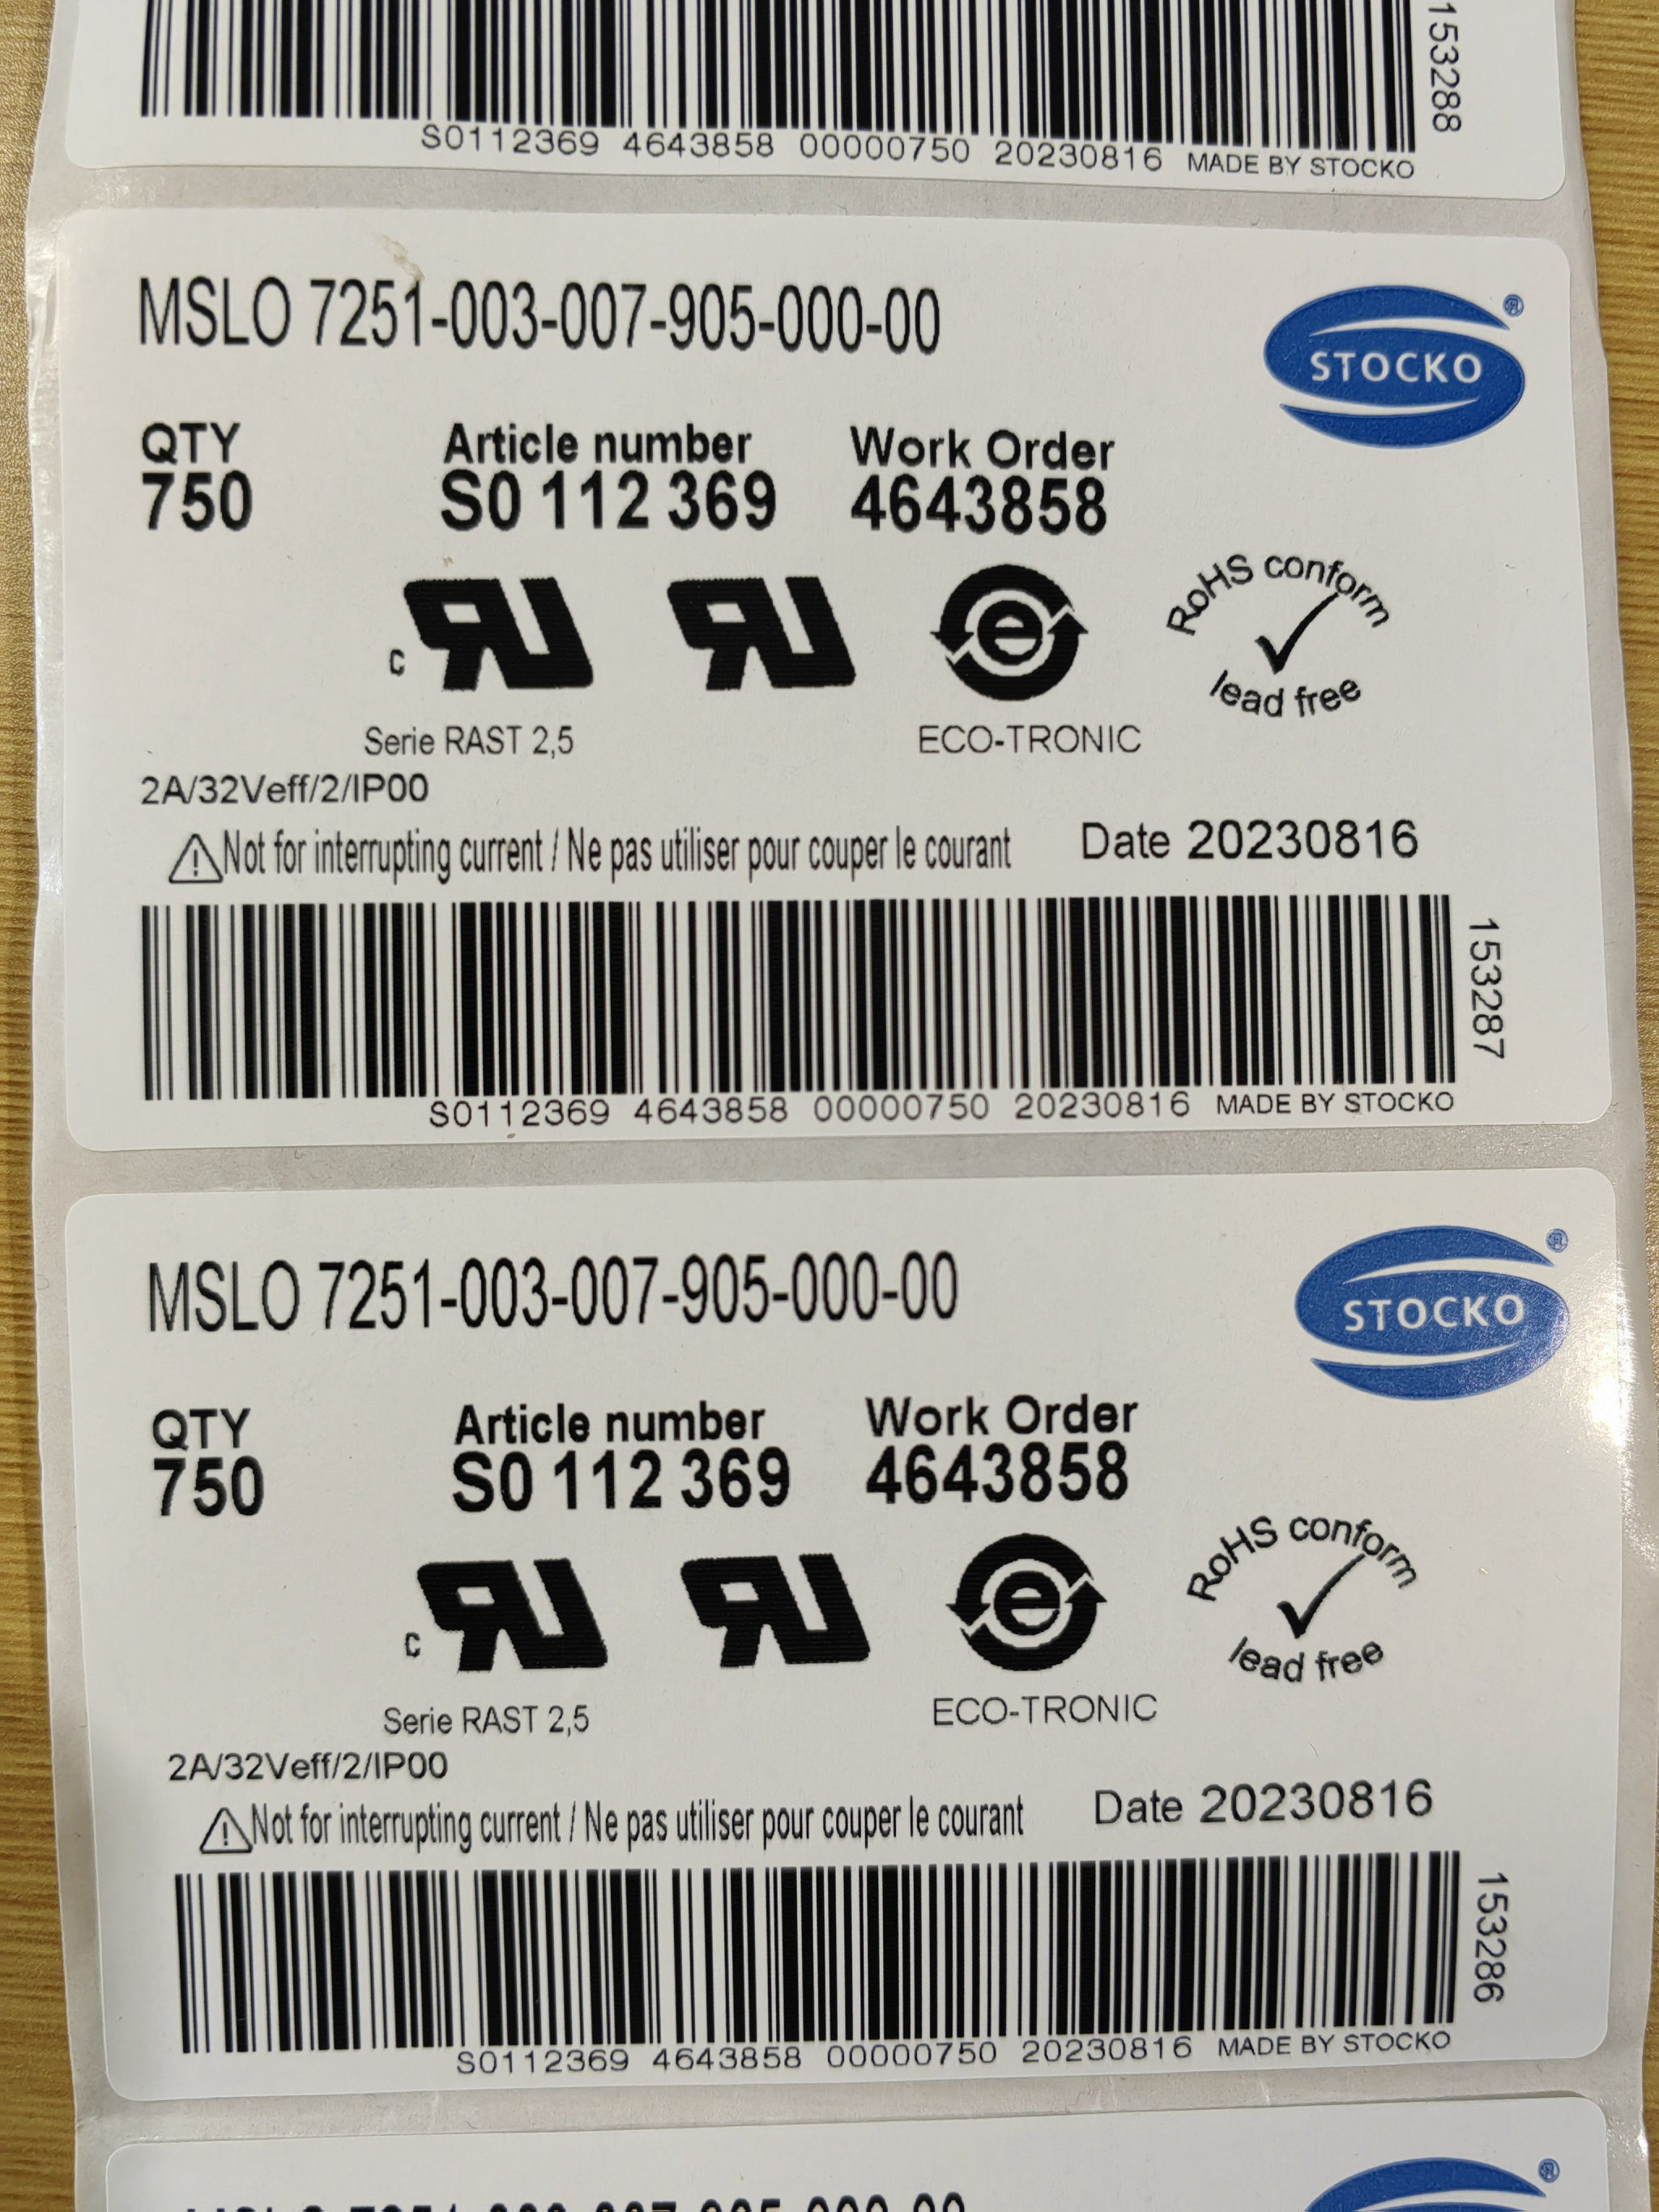 153288
S0112369 4643858 00000750 20230816 MADE BY STOCKO
MSLO 7251-003-007-905-000-00
STOCKO ®
QTY Article number Work Order
750 S0 112 369 4643858
RoHS conform
c UR UR e
lead free
Serie RAST 2,5 ECO-TRONIC
2A/32Veff/2/IP00
Not for interrupting current / Ne pas utiliser pour couper le courant Date 20230816
153287
S0112369 4643858 00000750 20230816 MADE BY STOCKO
MSLO 7251-003-007-905-000-00
STOCKO ®
QTY Article number Work Order
750 S0 112 369 4643858
RoHS conform
c UR UR e
lead free
Serie RAST 2,5 ECO-TRONIC
2A/32Veff/2/IP00
Not for interrupting current / Ne pas utiliser pour couper le courant Date 20230816
153286
S0112369 4643858 00000750 20230816 MADE BY STOCKO